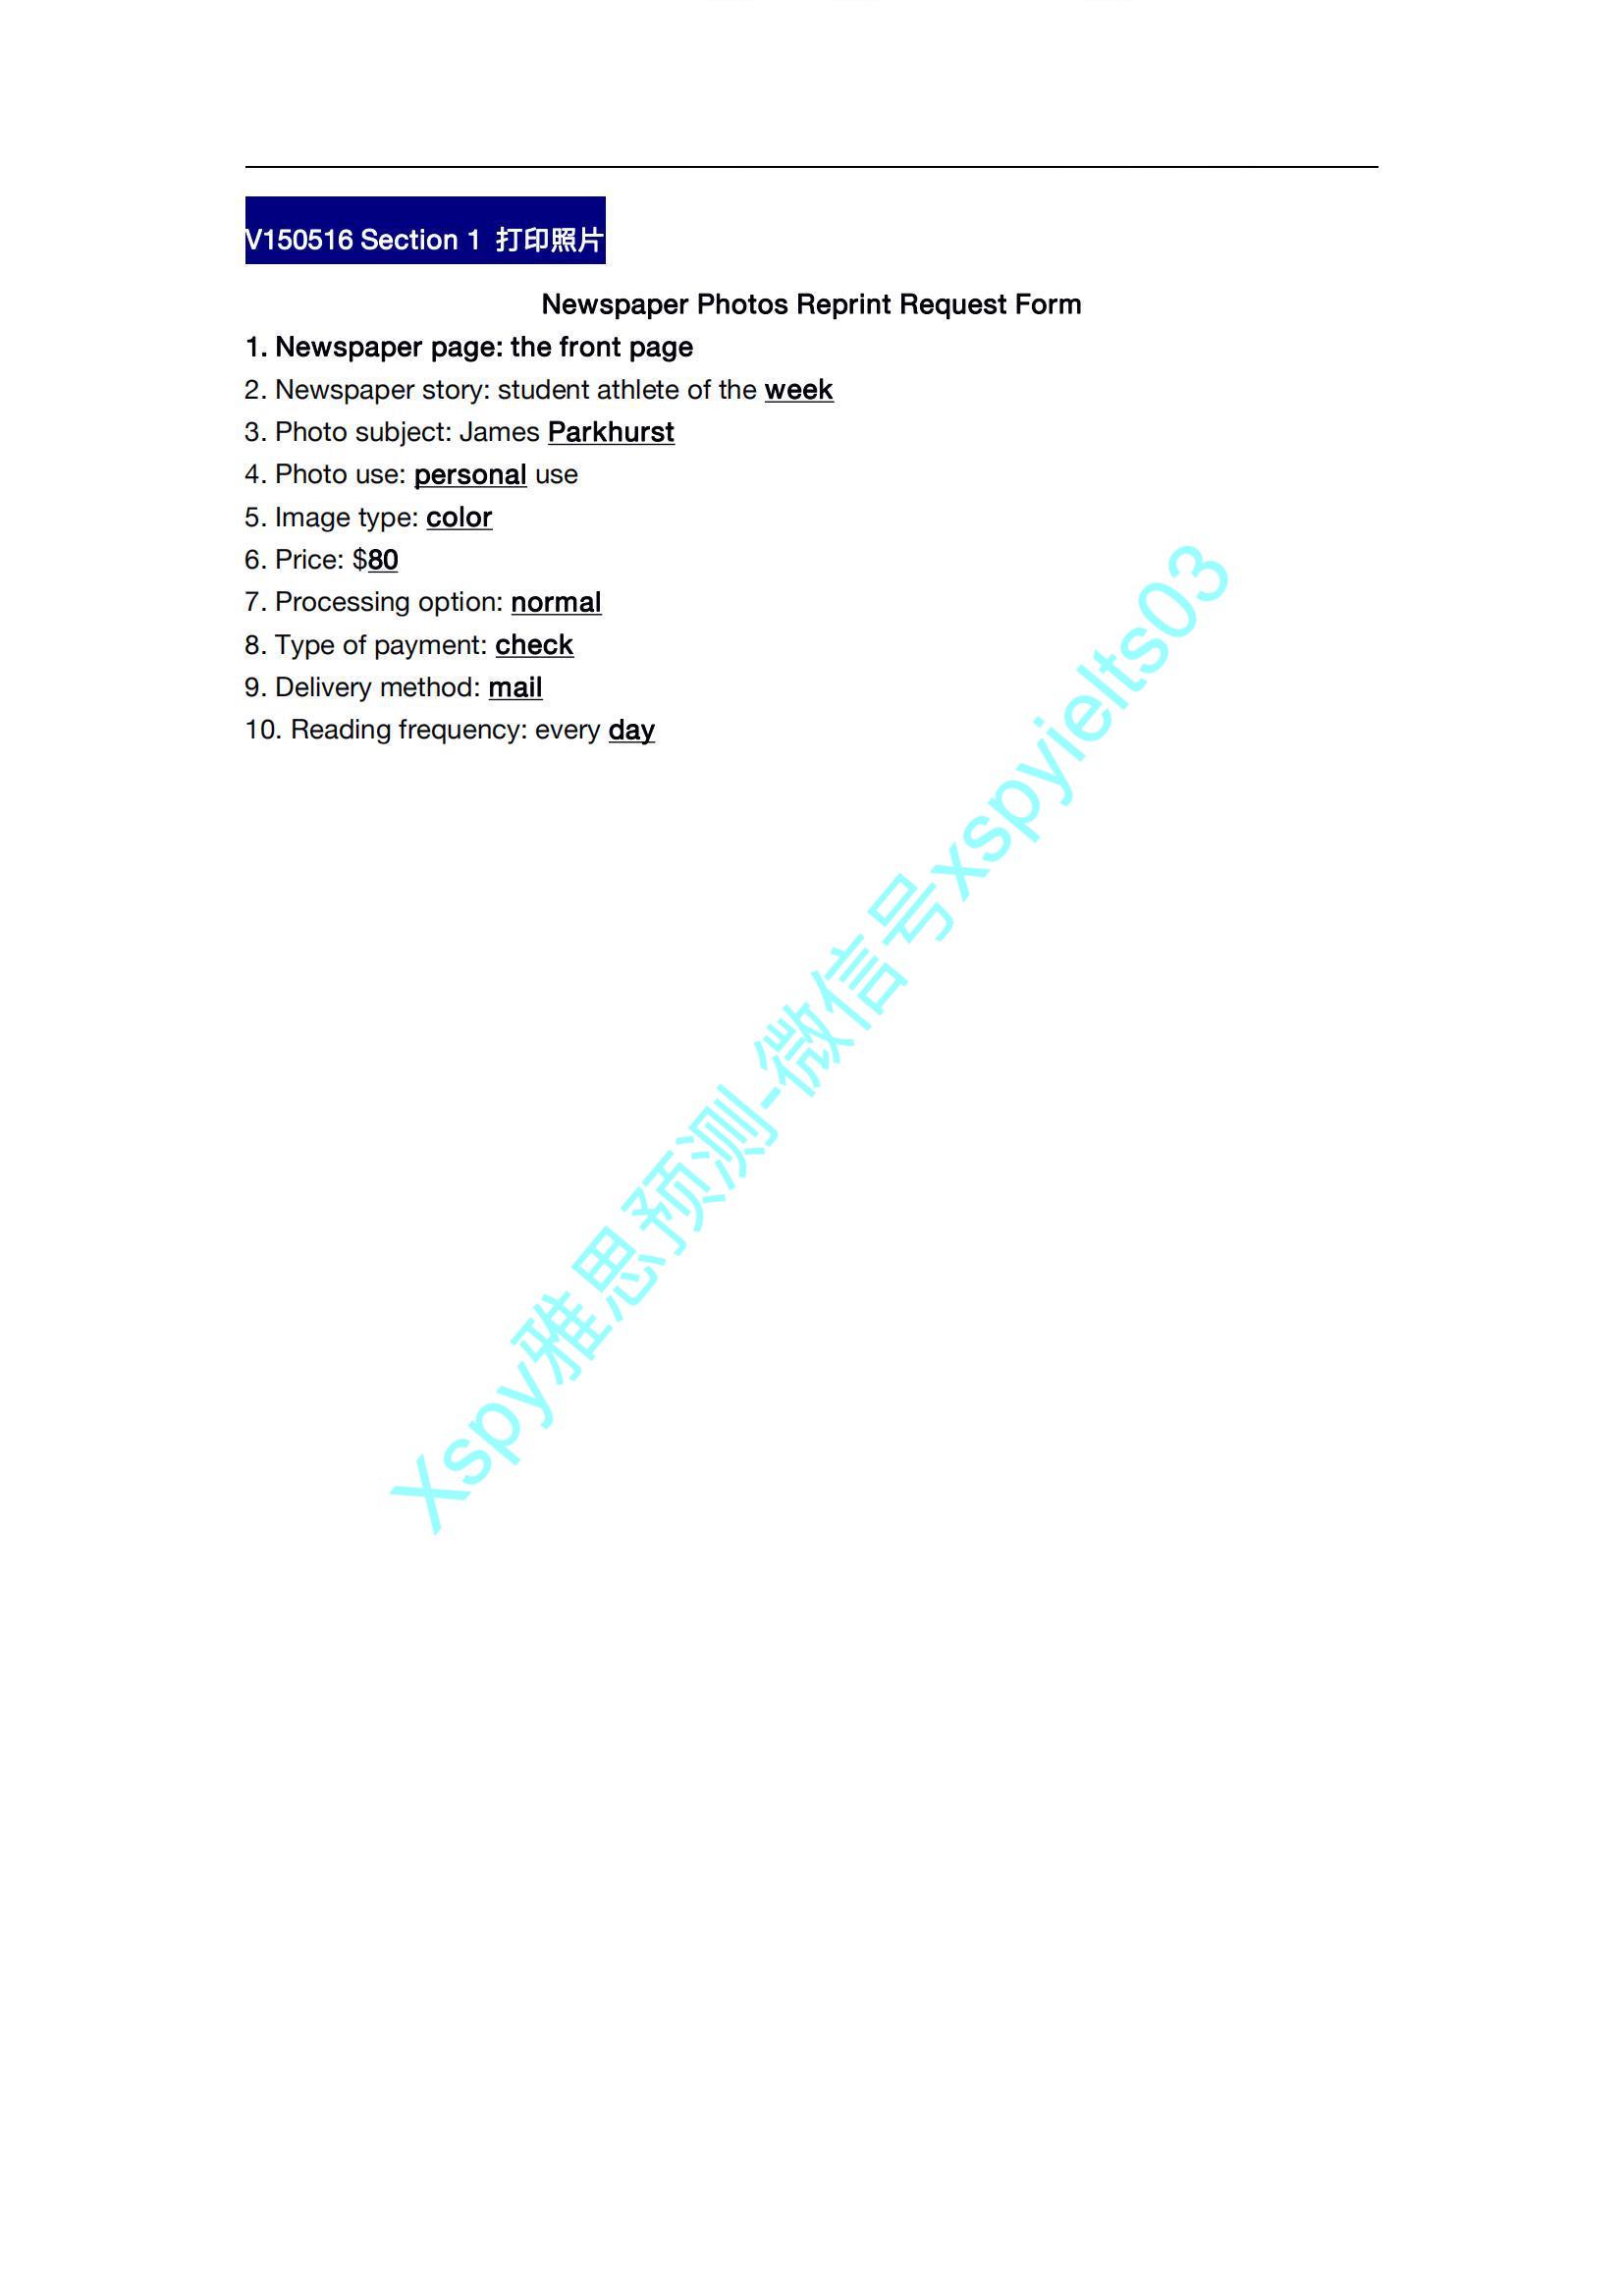 V150516 Section 1 打印照片
Newspaper Photos Reprint Request Form
1. Newspaper page: the front page
2. Newspaper story: student athlete of the week
3. Photo subject: James Parkhurst
4. Photo use: personal use
5. Image type: color
6. Price: $80
7. Processing option: normal
8. Type of payment: check
9. Delivery method: mail
10. Reading frequency: every day
Xspy雅思预测-微信号xspyielts03